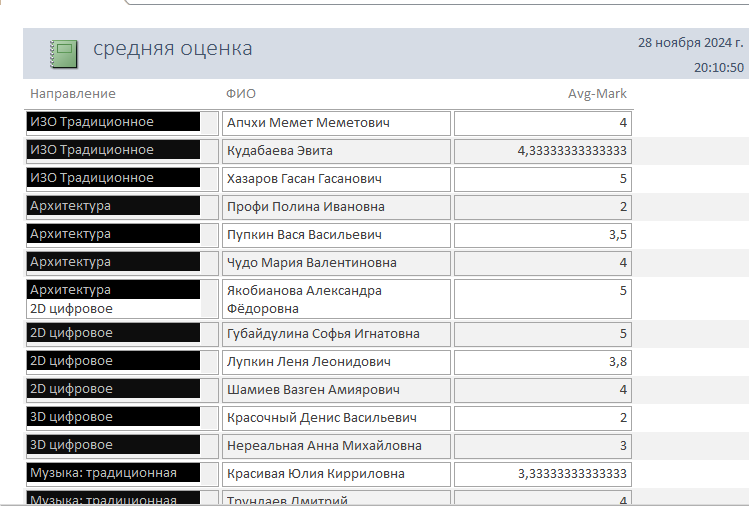 средняя оценка
28 ноября 2024 г.
20:10:50
Направление ФИО Avg-Mark
ИЗО Традиционное Апчхи Мемет Меметович 4
ИЗО Традиционное Кудабаева Эвита 4,33333333333333
ИЗО Традиционное Хазаров Гасан Гасанович 5
Архитектура Профи Полина Ивановна 2
Архитектура Пупкин Вася Васильевич 3,5
Архитектура Чудо Мария Валентиновна 4
Архитектура Якобианова Александра 5
2D цифровое Фёдоровна
2D цифровое Губайдулина Софья Игнатовна 5
2D цифровое Лупкин Леня Леонидович 3,8
2D цифровое Шамиев Вазген Амиярович 4
3D цифровое Красочный Денис Васильевич 2
3D цифровое Нереальная Анна Михайловна 3
Музыка: традиционная Красивая Юлия Кирриловна 3,33333333333333
Музыка: традиционная Трундаев Дмитрий 4